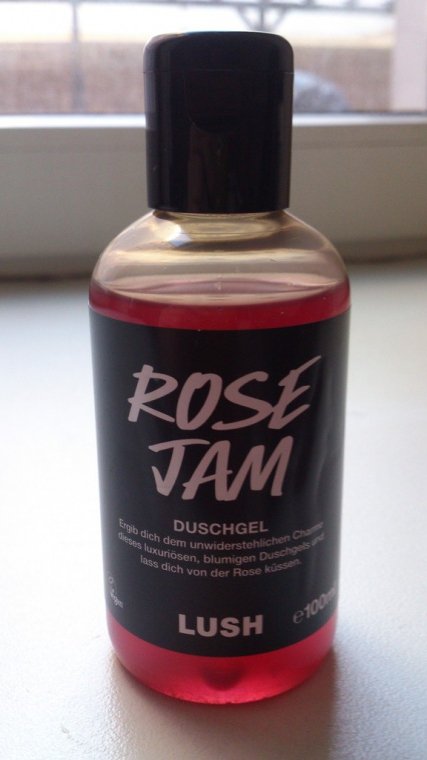 ROSE
JAM
DUSCHGEL
Ergib dich dem unwiderstehlichen Charme
dieses luxuriösen, blumigen Duschgels und
lass dich von der Rose küssen.
vegan
LUSH
℮100ml